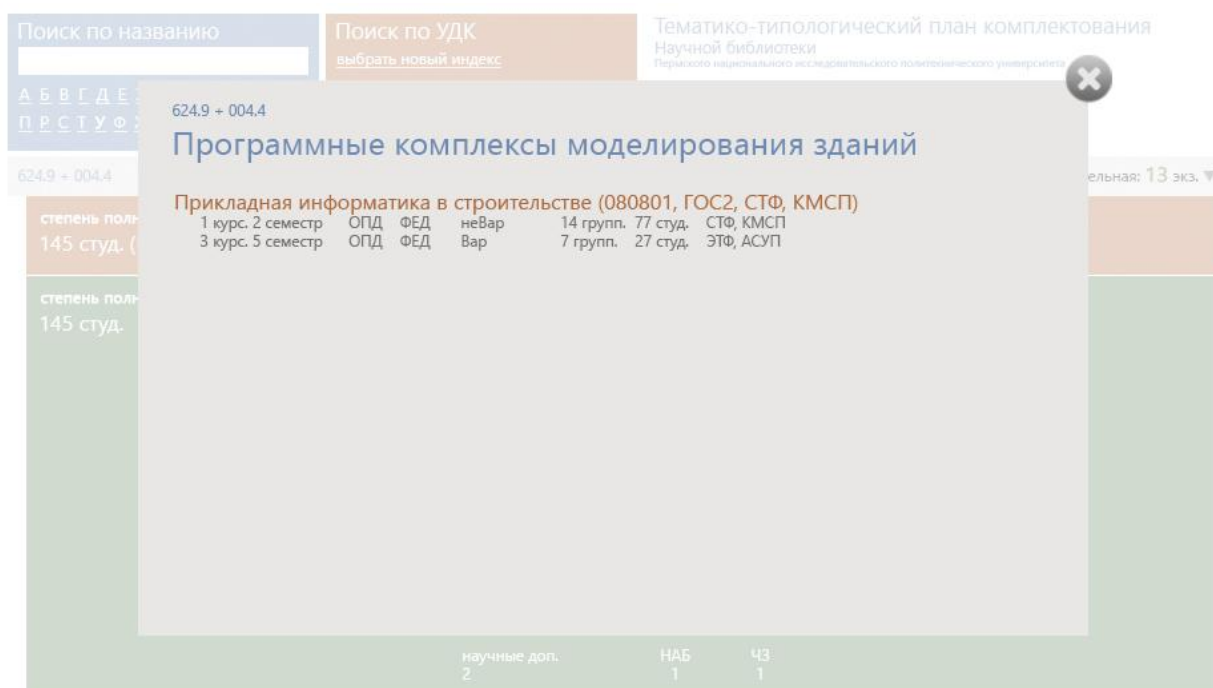 Поиск по названию
Поиск по УДК
выбрать новый индекс
Тематико-типологический план комплектования
Научной библиотеки
Пермского национального исследовательского политехнического университета
А Б В Г Д Е
П Р С Т У Ф
624.9 + 004.4
Программные комплексы моделирования зданий
624.9 + 004.4
ельная: 13 экз. ▼
Прикладная информатика в строительстве (080801, ГОС2, СТФ, КМСП)
1 курс. 2 семестр ОПД ФЕД неВар 14 групп. 77 студ. СТФ, КМСП
3 курс. 5 семестр ОПД ФЕД Вар 7 групп. 27 студ. ЭТФ, АСУП
степень полн
145 студ. (
степень полн
145 студ.
научные доп. НАБ ЧЗ
2 1 1